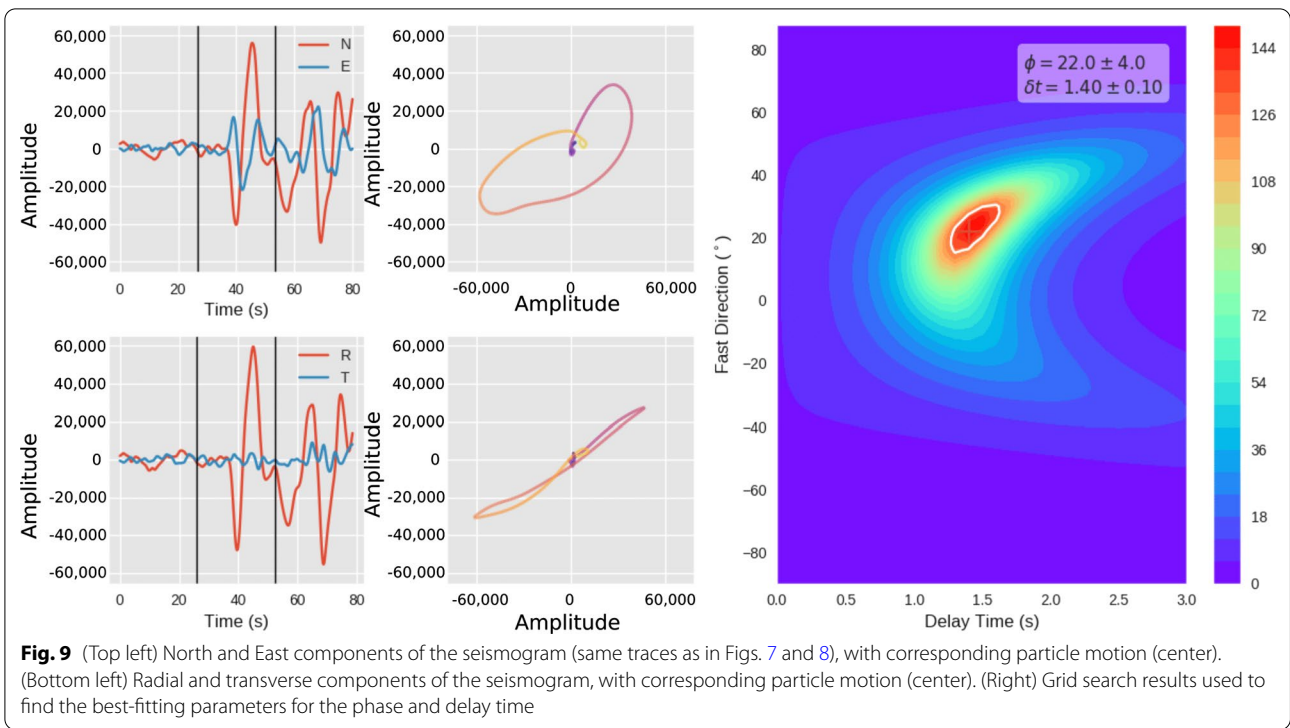 60,000
40,000
20,000
0
-20,000
-40,000
-60,000
Amplitude
N
E
0 20 40 60 80
Time (s)
60,000
40,000
20,000
0
-20,000
-40,000
-60,000
Amplitude
-60,000 0 60,000
Amplitude
60,000
40,000
20,000
0
-20,000
-40,000
-60,000
Amplitude
R
T
0 20 40 60 80
Time (s)
60,000
40,000
20,000
0
-20,000
-40,000
-60,000
Amplitude
-60,000 0 60,000
Amplitude
80
60
40
20
0
−20
−40
−60
−80
Fast Direction (°)
ϕ = 22.0 ± 4.0
δt = 1.40 ± 0.10
0.0 0.5 1.0 1.5 2.0 2.5 3.0
Delay Time (s)
144
126
108
90
72
54
36
18
0
Fig. 9 (Top left) North and East components of the seismogram (same traces as in Figs. 7 and 8), with corresponding particle motion (center).
(Bottom left) Radial and transverse components of the seismogram, with corresponding particle motion (center). (Right) Grid search results used to
find the best-fitting parameters for the phase and delay time